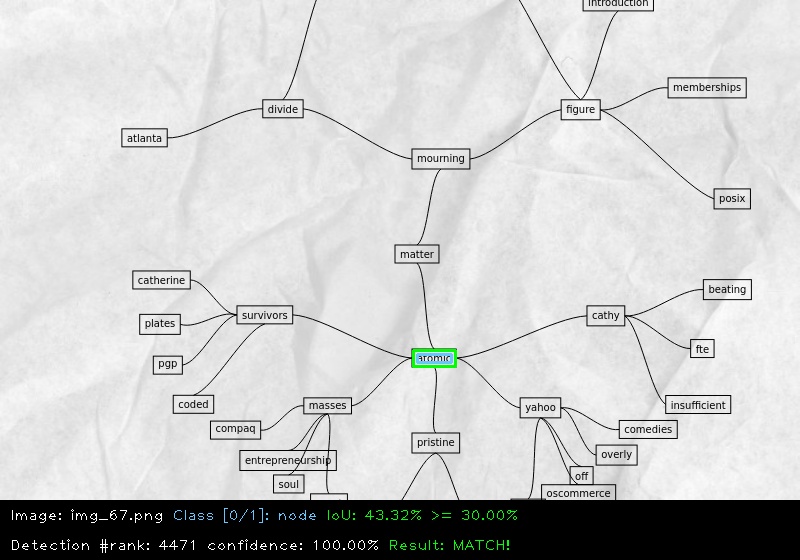 introduction
memberships
divide
figure
atlanta
mourning
posix
matter
catherine
beating
survivors
cathy
plates
fte
atomic
pgp
coded
masses
yahoo
insufficient
compaq
comedies
pristine
overly
entrepreneurship
off
soul
oscommerce
Image: img_67.png Class [0/1]: node IoU: 43.32% >= 30.00%
Detection #rank: 4471 confidence: 100.00% Result: MATCH!